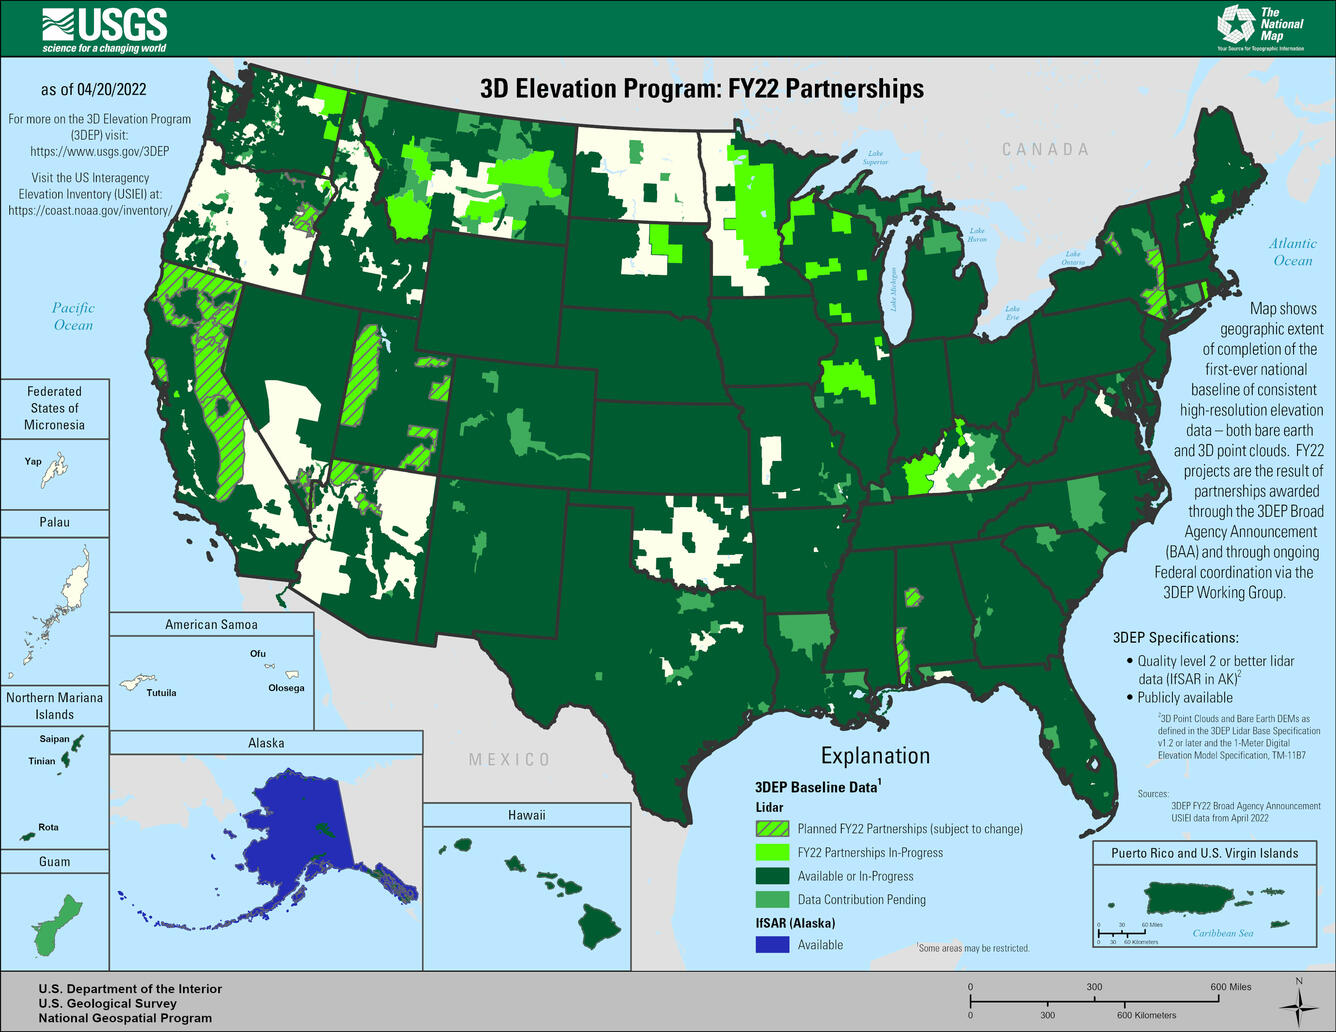 USGS
science for a changing world
The
National
Map
Your Source for Topographic Information
3D Elevation Program: FY22 Partnerships
as of 04/20/2022
For more on the 3D Elevation Program
(3DEP) visit:
https://www.usgs.gov/3DEP
Visit the US Interagency
Elevation Inventory (USIEI) at:
https://coast.noaa.gov/inventory/
CANADA
Lake
Superior
Lake
Huron
Lake
Ontario
Lake
Erie
Lake Michigan
Atlantic
Ocean
Pacific
Ocean
MEXICO
Map shows
geographic extent
of completion of the
first-ever national
baseline of consistent
high-resolution elevation
data – both bare earth
and 3D point clouds. FY22
projects are the result of
partnerships awarded
through the 3DEP Broad
Agency Announcement
(BAA) and through ongoing
Federal coordination via the
3DEP Working Group.
3DEP Specifications:
• Quality level 2 or better lidar
data (IfSAR in AK)2
• Publicly available
23D Point Clouds and Bare Earth DEMs as
defined in the 3DEP Lidar Base Specification
v1.2 or later and the 1-Meter Digital
Elevation Model Specification, TM-11B7
Sources:
3DEP FY22 Broad Agency Announcement
USIEI data from April 2022
Federated
States of
Micronesia
Yap
Palau
American Samoa
Ofu
Olosega
Tutuila
Northern Mariana
Islands
Saipan
Tinian
Rota
Guam
Alaska
Hawaii
Explanation
3DEP Baseline Data1
Lidar
Planned FY22 Partnerships (subject to change)
FY22 Partnerships In-Progress
Available or In-Progress
Data Contribution Pending
IfSAR (Alaska)
Available
1Some areas may be restricted.
Puerto Rico and U.S. Virgin Islands
0 30 60 Miles
0 30 60 Kilometers
Caribbean Sea
U.S. Department of the Interior
U.S. Geological Survey
National Geospatial Program
0 300 600 Miles
0 300 600 Kilometers
N